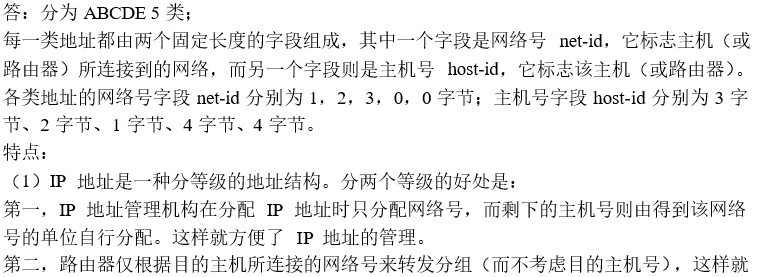 答：分为 ABCDE 5 类；
每一类地址都由两个固定长度的字段组成，其中一个字段是网络号 net-id，它标志主机（或
路由器）所连接到的网络，而另一个字段则是主机号 host-id，它标志该主机（或路由器）。
各类地址的网络号字段 net-id 分别为 1，2，3，0，0 字节；主机号字段 host-id 分别为 3 字
节、2 字节、1 字节、4 字节、4 字节。
特点：
（1）IP 地址是一种分等级的地址结构。分两个等级的好处是：
第一，IP 地址管理机构在分配 IP 地址时只分配网络号，而剩下的主机号则由得到该网络
号的单位自行分配。这样就方便了 IP 地址的管理。
第二，路由器仅根据目的主机所连接的网络号来转发分组（而不考虑目的主机号），这样就